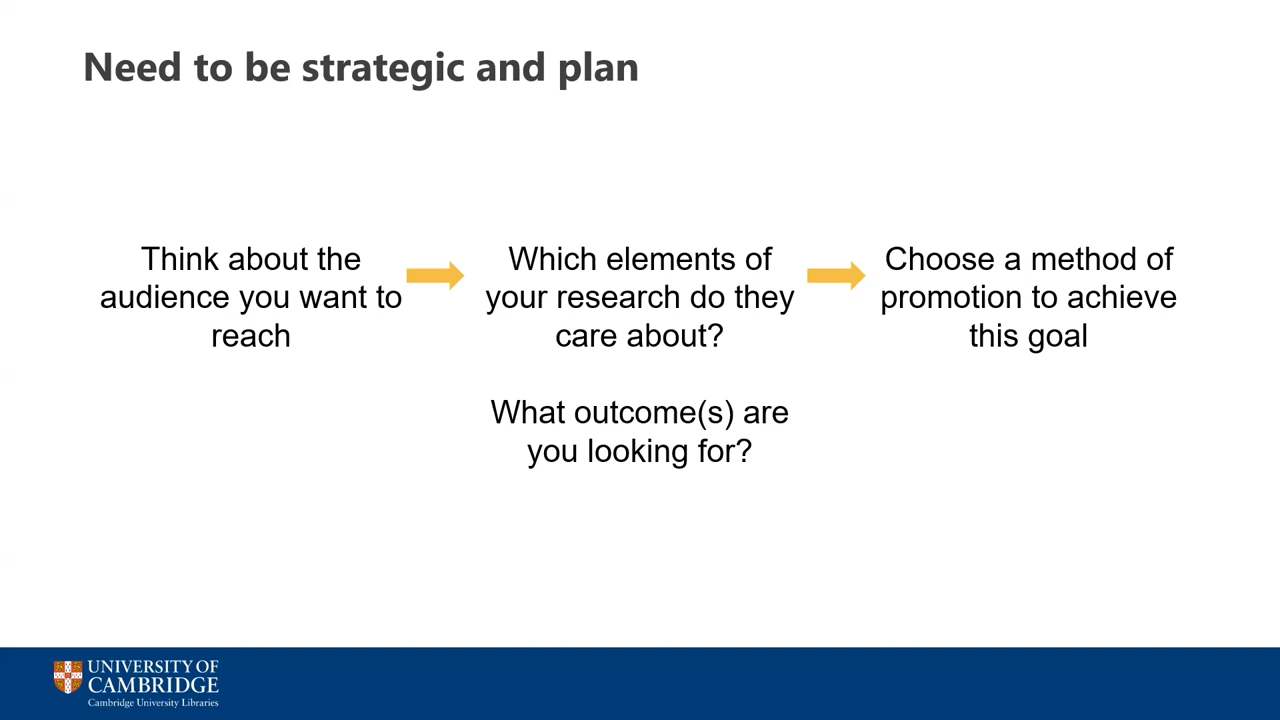 Need to be strategic and plan
Think about the
audience you want to
reach
Which elements of
your research do they
care about?
What outcome(s) are
you looking for?
Choose a method of
promotion to achieve
this goal
UNIVERSITY OF
CAMBRIDGE
Cambridge University Libraries